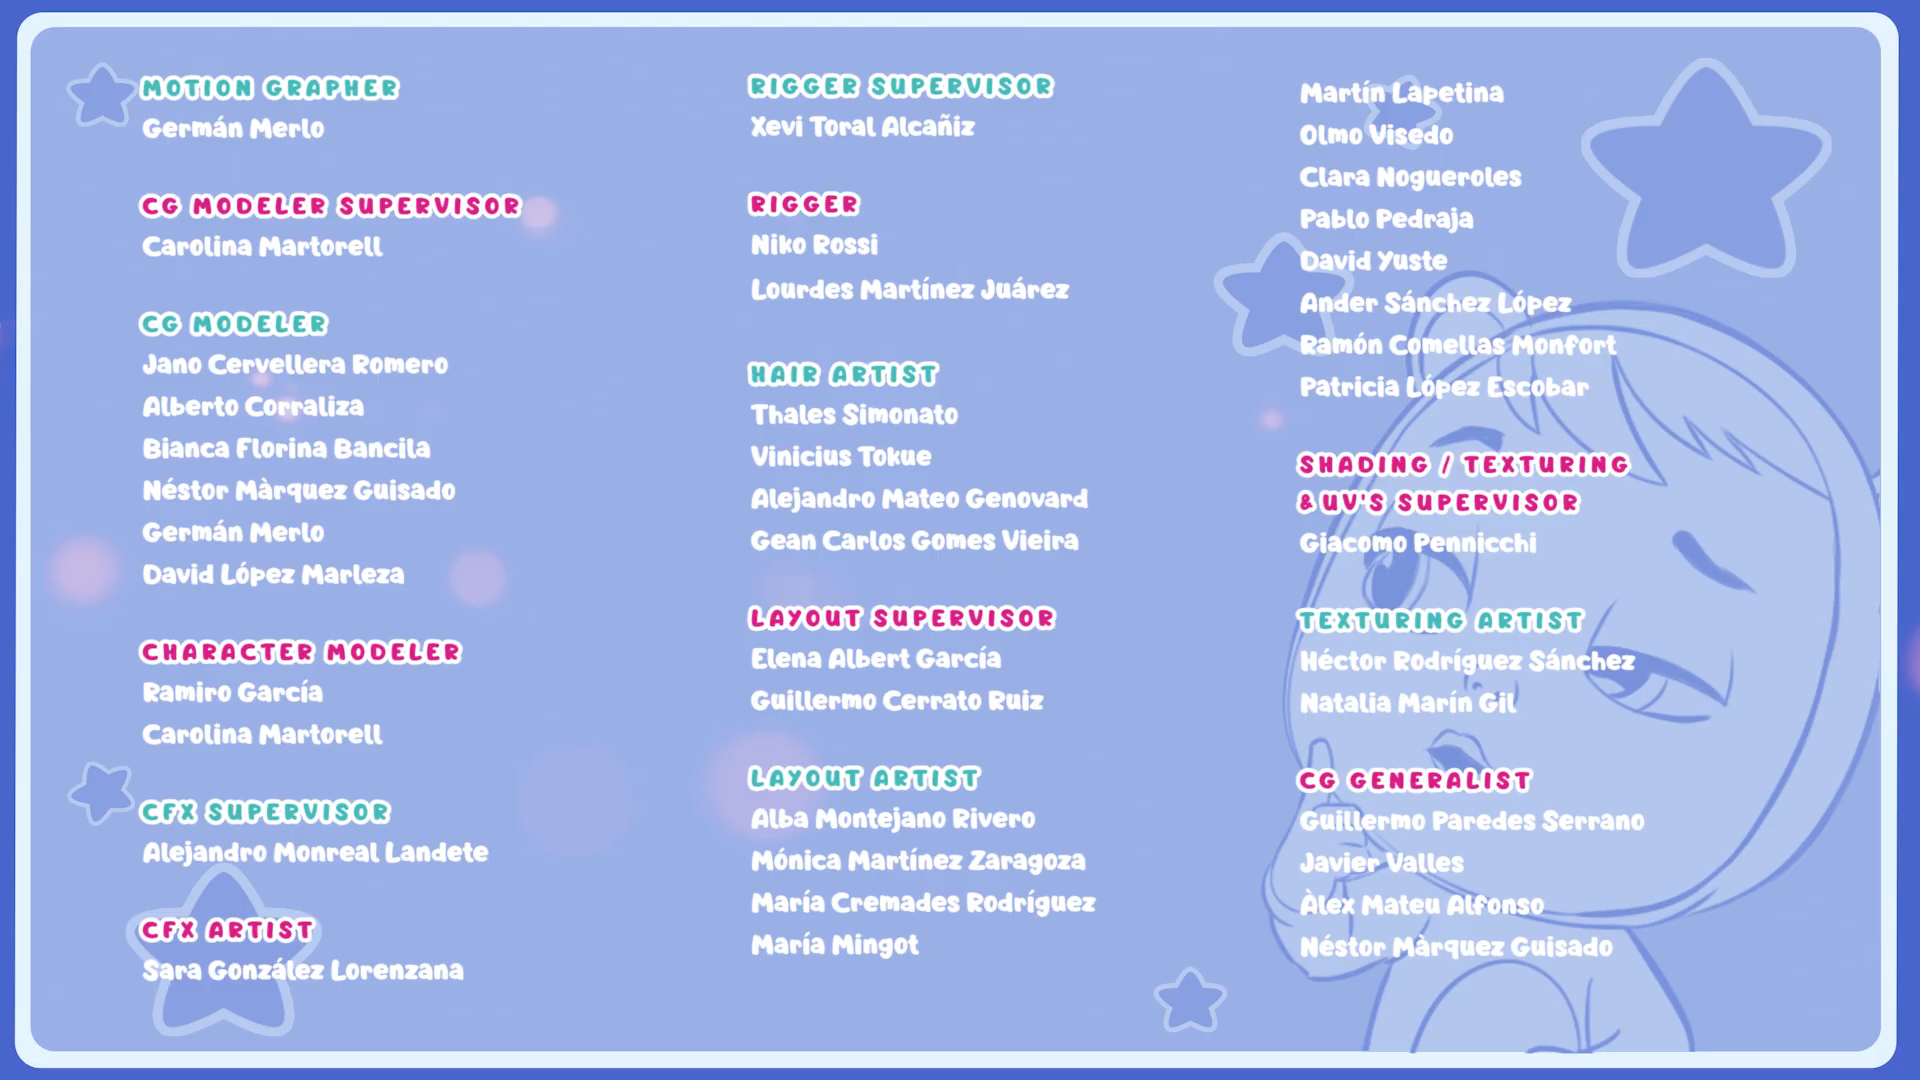 MOTION GRAPHER
Germán Merlo
CG MODELER SUPERVISOR
Carolina Martorell
CG MODELER
Jano Cervellera Romero
Alberto Corraliza
Bianca Florina Bancila
Néstor Màrquez Guisado
Germán Merlo
David López Marleza
CHARACTER MODELER
Ramiro García
Carolina Martorell
CFX SUPERVISOR
Alejandro Monreal Landete
CFX ARTIST
Sara González Lorenzana
RIGGER SUPERVISOR
Xevi Toral Alcañiz
RIGGER
Niko Rossi
Lourdes Martínez Juárez
HAIR ARTIST
Thales Simonato
Vinicius Tokue
Alejandro Mateo Genovard
Gean Carlos Gomes Vieira
LAYOUT SUPERVISOR
Elena Albert García
Guillermo Cerrato Ruiz
LAYOUT ARTIST
Alba Montejano Rivero
Mónica Martínez Zaragoza
María Cremades Rodríguez
María Mingot
Martín Lapetina
Olmo Visedo
Clara Nogueroles
Pablo Pedraja
David Yuste
Ander Sánchez López
Ramón Comellas Monfort
Patricia López Escobar
SHADING / TEXTURING
& UV'S SUPERVISOR
Giacomo Pennicchi
TEXTURING ARTIST
Héctor Rodríguez Sánchez
Natalia Marín Gil
CG GENERALIST
Guillermo Paredes Serrano
Javier Valles
Àlex Mateu Alfonso
Néstor Màrquez Guisado